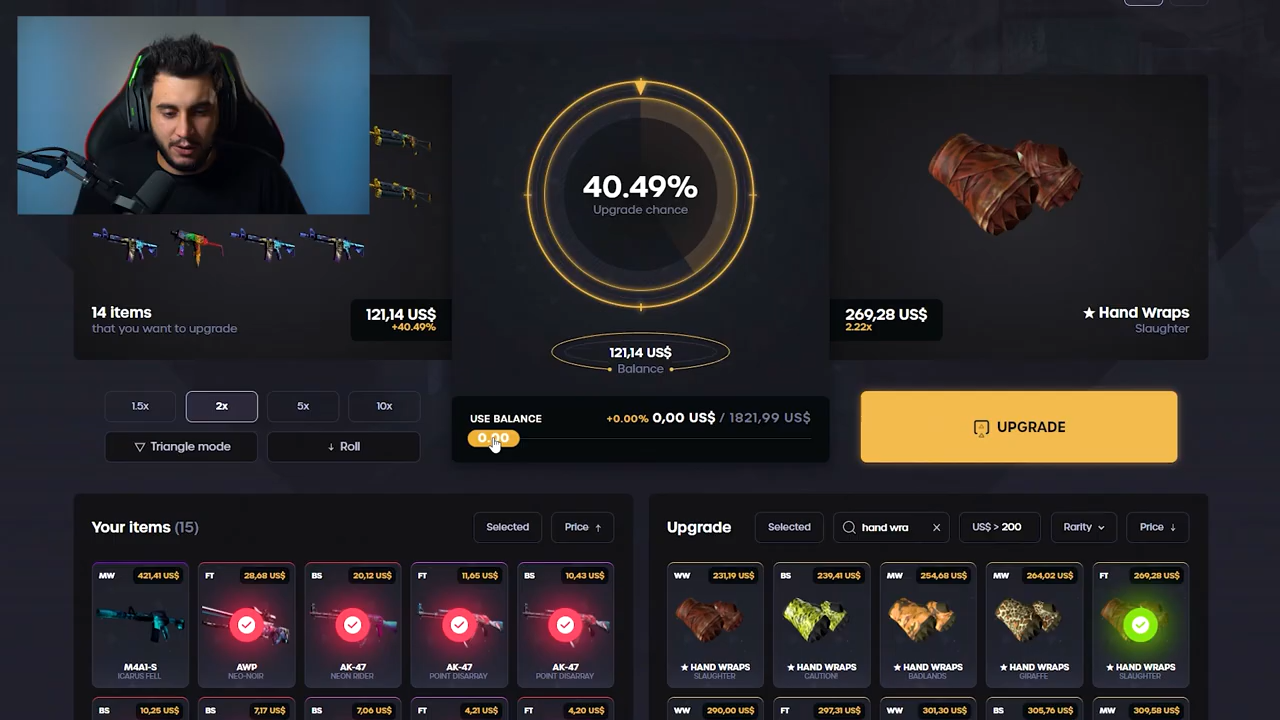 40.49%
Upgrade chance
14 items
that you want to upgrade
121,14 US$
+40.49%
269,28 US$
2.22x
★ Hand Wraps
Slaughter
121,14 US$
Balance
1.5x
2x
5x
10x
Triangle mode
Roll
USE BALANCE
+0.00% 0,00 US$ / 1821,99 US$
0.00
UPGRADE
Your items (15)
Selected
Price ↑
Upgrade
Selected
hand wra
US$ > 200
Rarity
Price ↓
MW 421,41 US$
FT 28,68 US$
BS 20,12 US$
FT 11,65 US$
BS 10,43 US$
WW 231,19 US$
BS 239,41 US$
MW 254,68 US$
MW 264,02 US$
FT 269,28 US$
M4A1-S
ICARUS FELL
AWP
NEO-NOIR
AK-47
NEON RIDER
AK-47
POINT DISARRAY
AK-47
POINT DISARRAY
★ HAND WRAPS
SLAUGHTER
★ HAND WRAPS
CAUTION!
★ HAND WRAPS
BADLANDS
★ HAND WRAPS
GIRAFFE
★ HAND WRAPS
SLAUGHTER
BS 10,25 US$
BS 7,17 US$
BS 7,06 US$
FT 4,21 US$
FT 4,20 US$
WW 290,00 US$
FT 297,31 US$
WW 301,30 US$
BS 305,76 US$
MW 309,58 US$